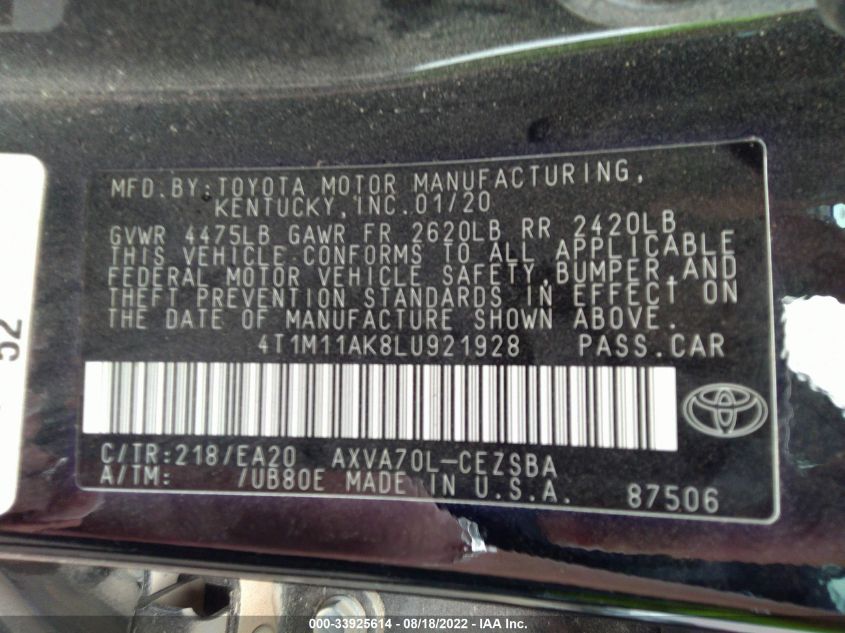 MFD.BY:TOYOTA MOTOR MANUFACTURING,
KENTUCKY,INC.01/20
GVWR 4475LB GAWR FR 2620LB RR 2420LB
THIS VEHICLE CONFORMS TO ALL APPLICABLE
FEDERAL MOTOR VEHICLE SAFETY,BUMPER,AND
THEFT PREVENTION STANDARDS IN EFFECT ON
THE DATE OF MANUFACTURE SHOWN ABOVE.
4T1M11AK8LU921928 PASS.CAR
C/TR:218/EA20 AXVA70L-CEZSBA
A/TM: /UB80E MADE IN U.S.A.
87506
52
000-33925614 - 08/18/2022 - IAA Inc.